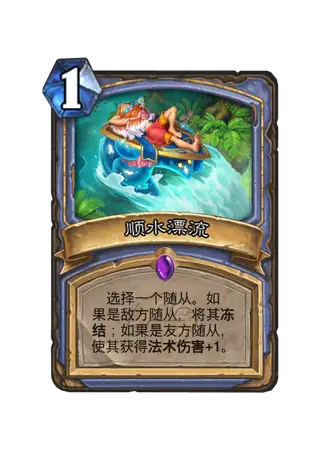 1
顺水漂流
选择一个随从。如
果是敌方随从，将其冻
结；如果是友方随从，
使其获得法术伤害+1。